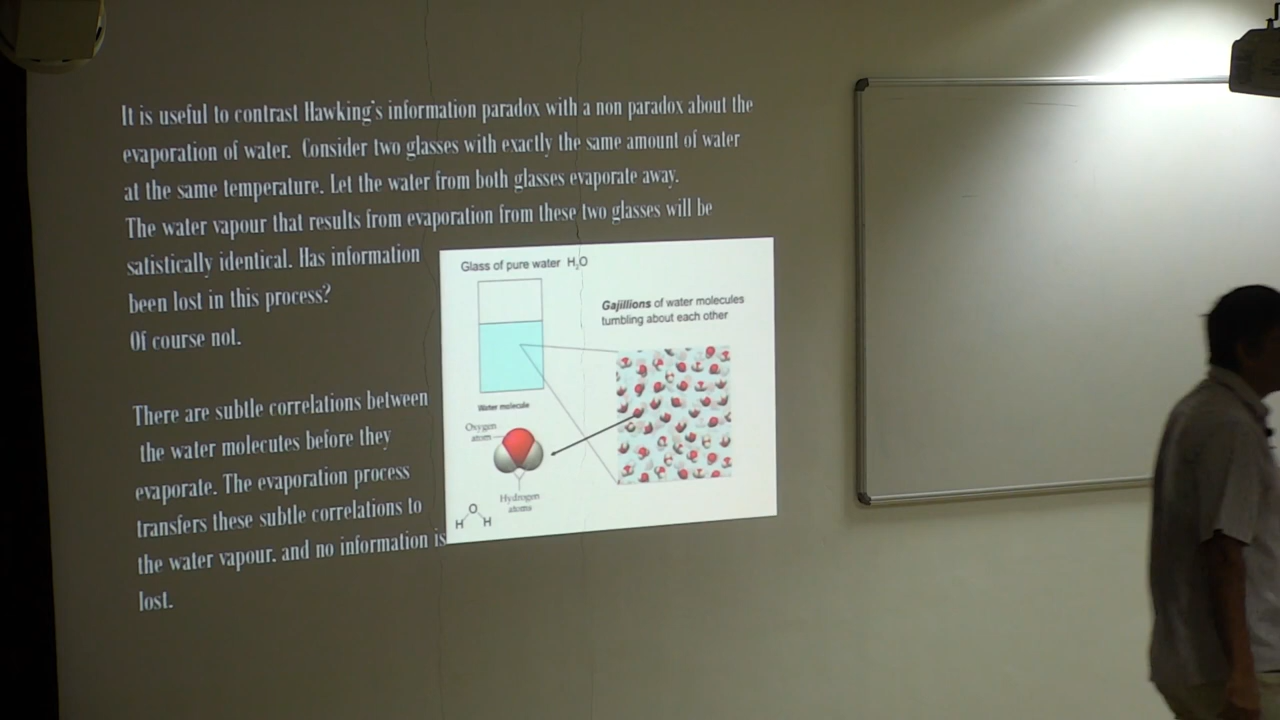 It is useful to contrast Hawking's information paradox with a non paradox about the
evaporation of water. Consider two glasses with exactly the same amount of water
at the same temperature. Let the water from both glasses evaporate away.
The water vapour that results from evaporation from these two glasses will be
satistically identical. Has information
been lost in this process?
Of course not.
There are subtle correlations between
the water molecutes before they
evaporate. The evaporation process
transfers these subtle correlations to
the water vapour. and no information is
lost.
Glass of pure water H₂O
Gajillions of water molecules
tumbling about each other
Water molecule
Oxygen
atom
Hydrogen
atoms
O
H H